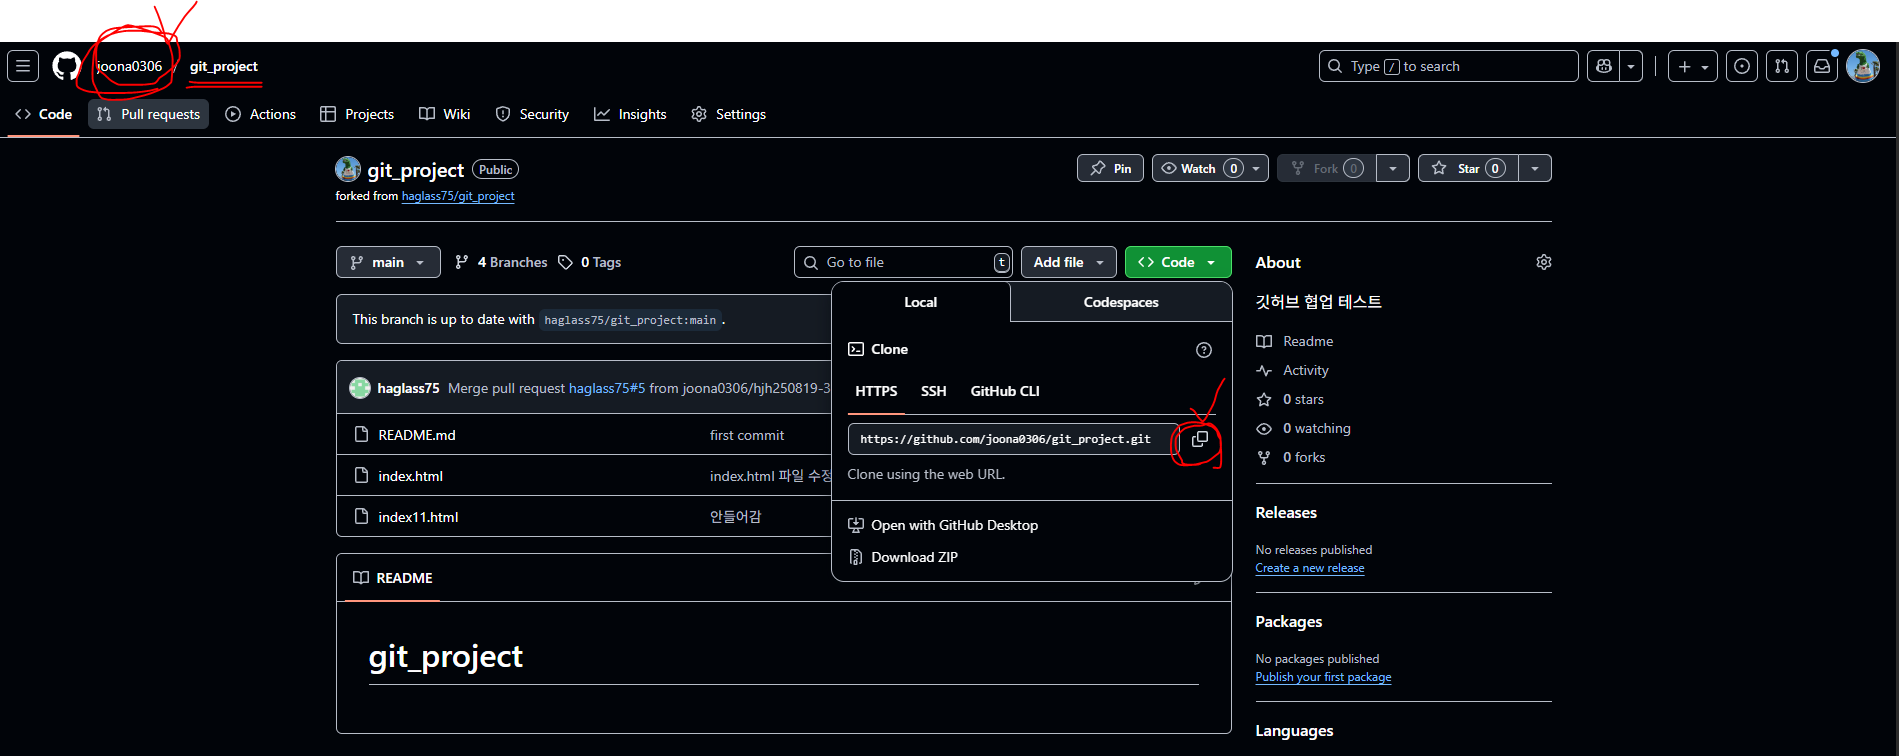 joona0306 / git_project
Type / to search
Code
Pull requests
Actions
Projects
Wiki
Security
Insights
Settings
git_project Public
forked from haglass75/git_project
Pin
Watch 0
Fork 0
Star 0
main
4 Branches
0 Tags
Go to file t
Add file
Code
This branch is up to date with haglass75/git_project:main .
haglass75 Merge pull request haglass75#5 from joona0306/hjh250819-3
README.md first commit
index.html index.html 파일 수정
index11.html 안들어감
Local
Codespaces
Clone
HTTPS SSH GitHub CLI
https://github.com/joona0306/git_project.git
Clone using the web URL.
Open with GitHub Desktop
Download ZIP
README
git_project
About
깃허브 협업 테스트
Readme
Activity
0 stars
0 watching
0 forks
Releases
No releases published
Create a new release
Packages
No packages published
Publish your first package
Languages